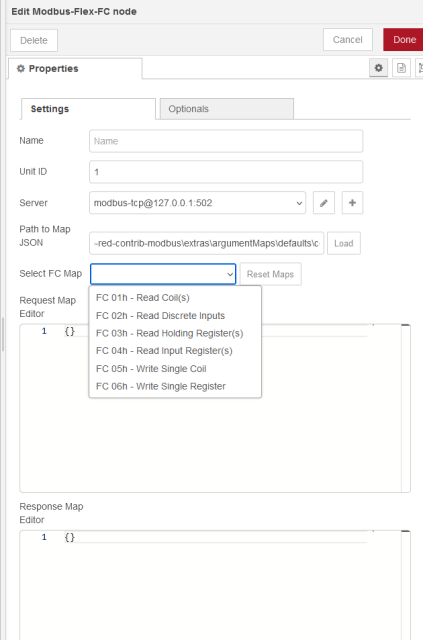 Edit Modbus-Flex-FC node
Delete
Cancel
Done
Properties
Settings
Optionals
Name
Name
Unit ID
1
Server
modbus-tcp@127.0.0.1:502
Path to Map
JSON
-red-contrib-modbus\extras\argumentMaps\defaults\c
Load
Select FC Map
Reset Maps
FC 01h - Read Coil(s)
FC 02h - Read Discrete Inputs
FC 03h - Read Holding Register(s)
FC 04h - Read Input Register(s)
FC 05h - Write Single Coil
FC 06h - Write Single Register
Request Map
Editor
1 {}
Response Map
Editor
1 {}